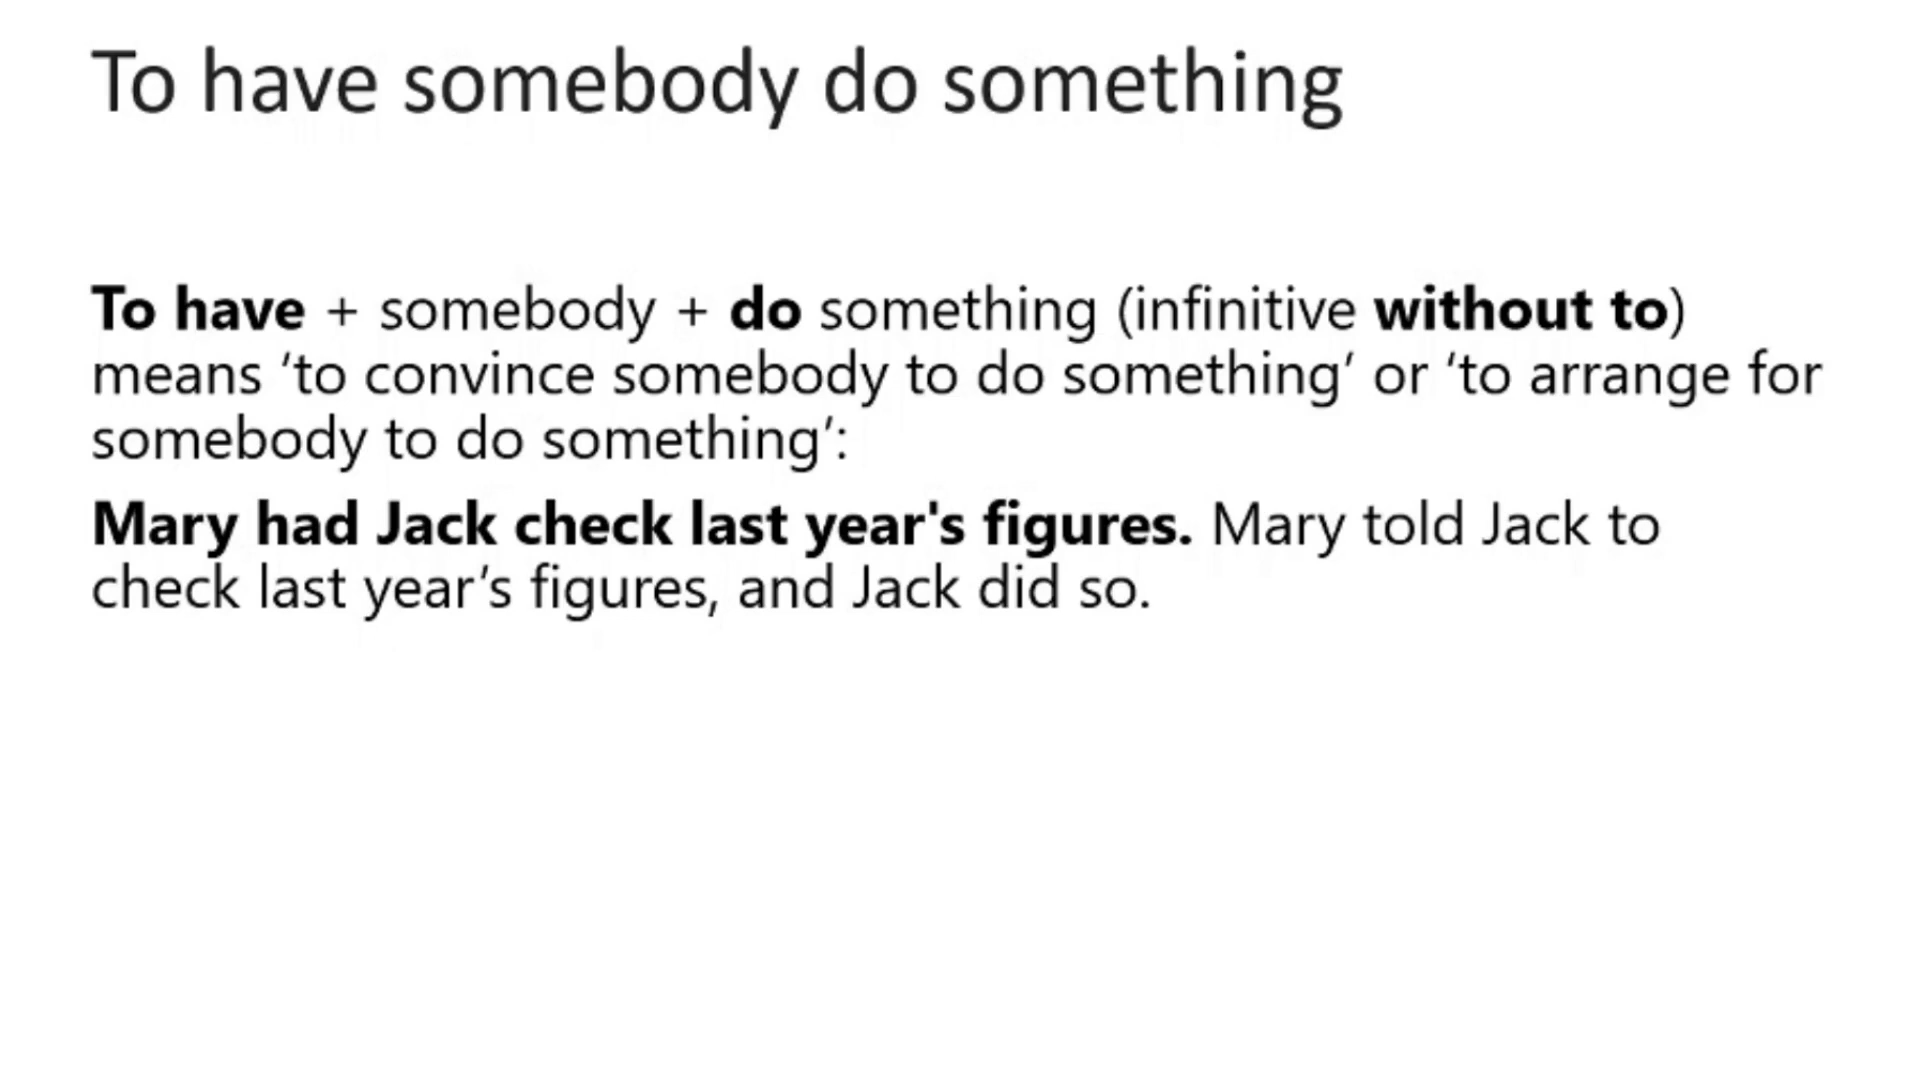 To have somebody do something
To have + somebody + do something (infinitive without to)
means ‘to convince somebody to do something’ or ‘to arrange for
somebody to do something’:
Mary had Jack check last year's figures. Mary told Jack to
check last year’s figures, and Jack did so.